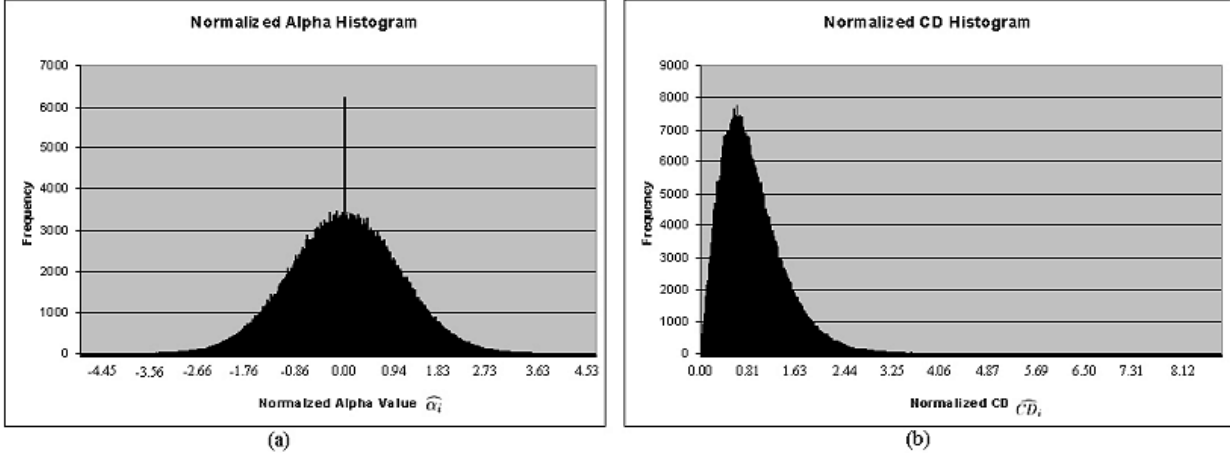 Normalized Alpha Histogram
7000
6000
5000
4000
3000
2000
1000
0
Frequency
-4.45 -3.56 -2.66 -1.76 -0.86 0.00 0.94 1.83 2.73 3.63 4.53
Normalzed Alpha Value α̂i
(a)
Normalized CD Histogram
9000
8000
7000
6000
5000
4000
3000
2000
1000
0
Frequency
0.00 0.81 1.63 2.44 3.25 4.06 4.87 5.69 6.50 7.31 8.12
Normalized CD ĈDi
(b)